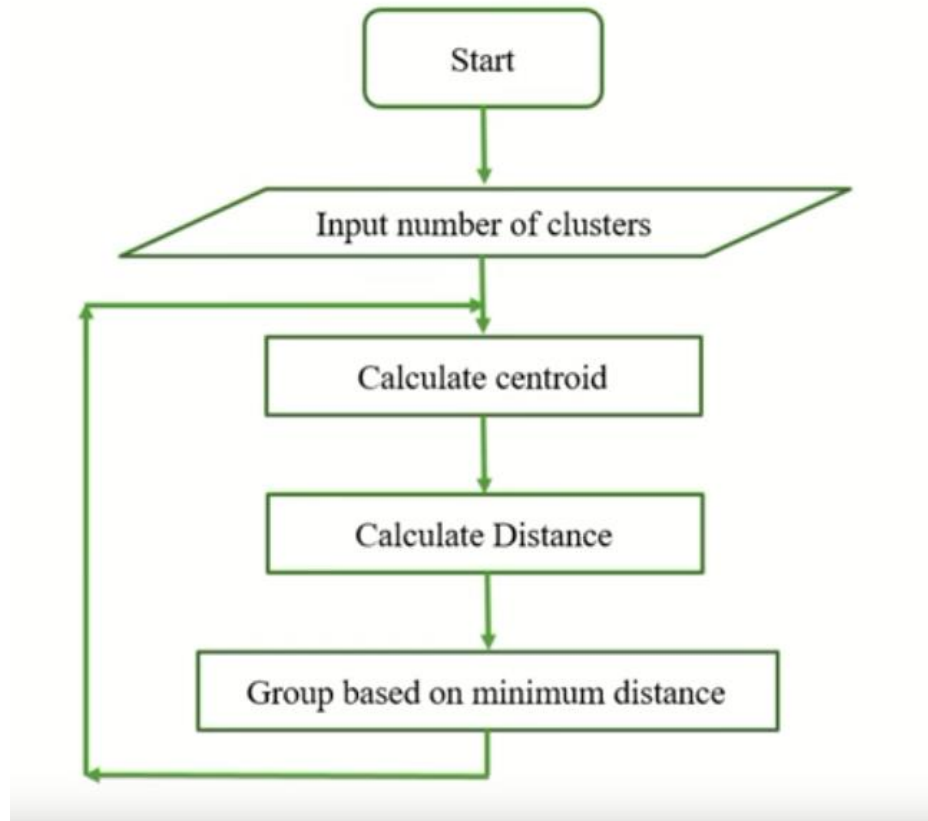 Start
Input number of clusters
Calculate centroid
Calculate Distance
Group based on minimum distance